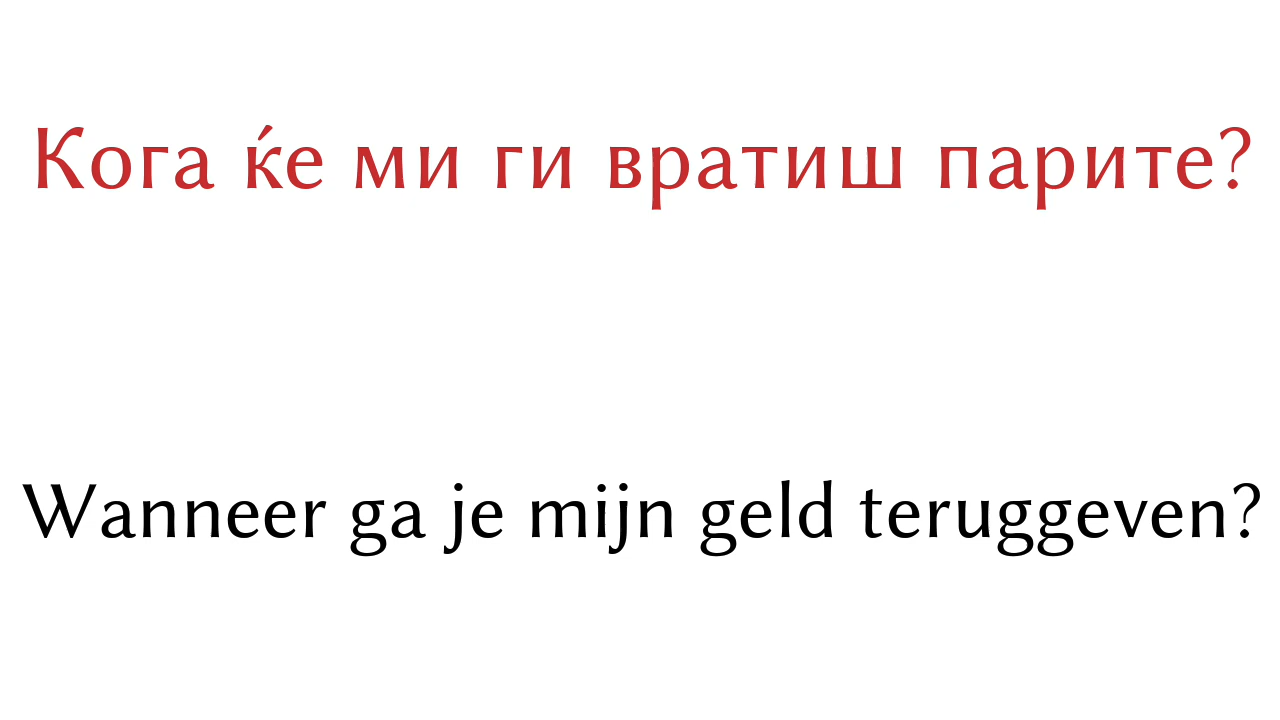 Кога ќе ми ги вратиш парите?
Wanneer ga je mijn geld teruggeven?